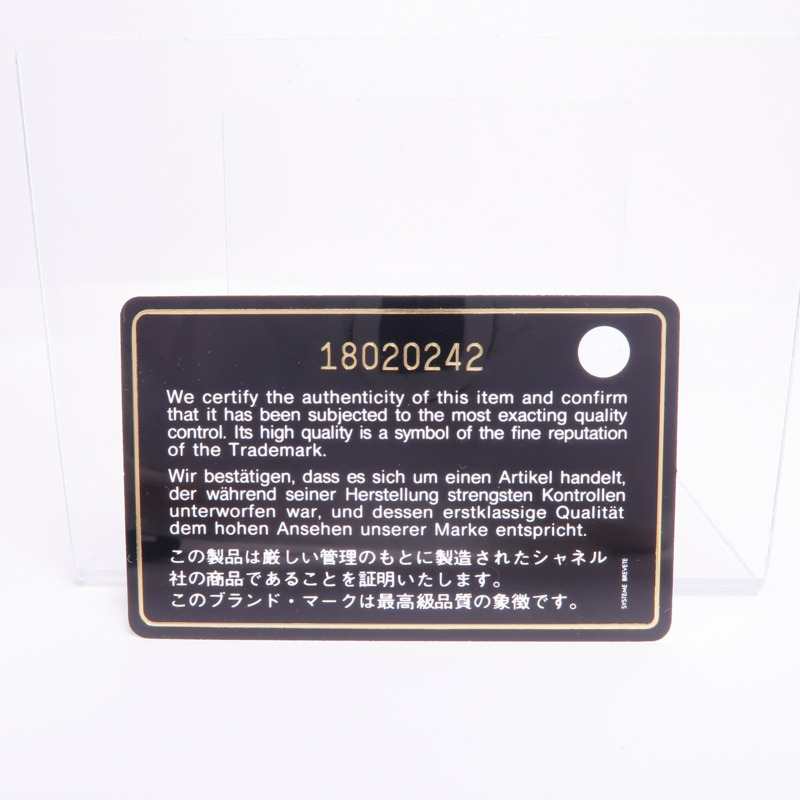 18020242
We certify the authenticity of this item and confirm
that it has been subjected to the most exacting quality
control. Its high quality is a symbol of the fine reputation
of the Trademark.
Wir bestätigen, dass es sich um einen Artikel handelt,
der während seiner Herstellung strengsten Kontrollen
unterworfen war, und dessen erstklassige Qualität
dem hohen Ansehen unserer Marke entspricht.
この製品は厳しい管理のもとに製造されたシャネル
社の商品であることを証明いたします。
このブランド・マークは最高級品質の象徴です。
SYSTEME BREVETE